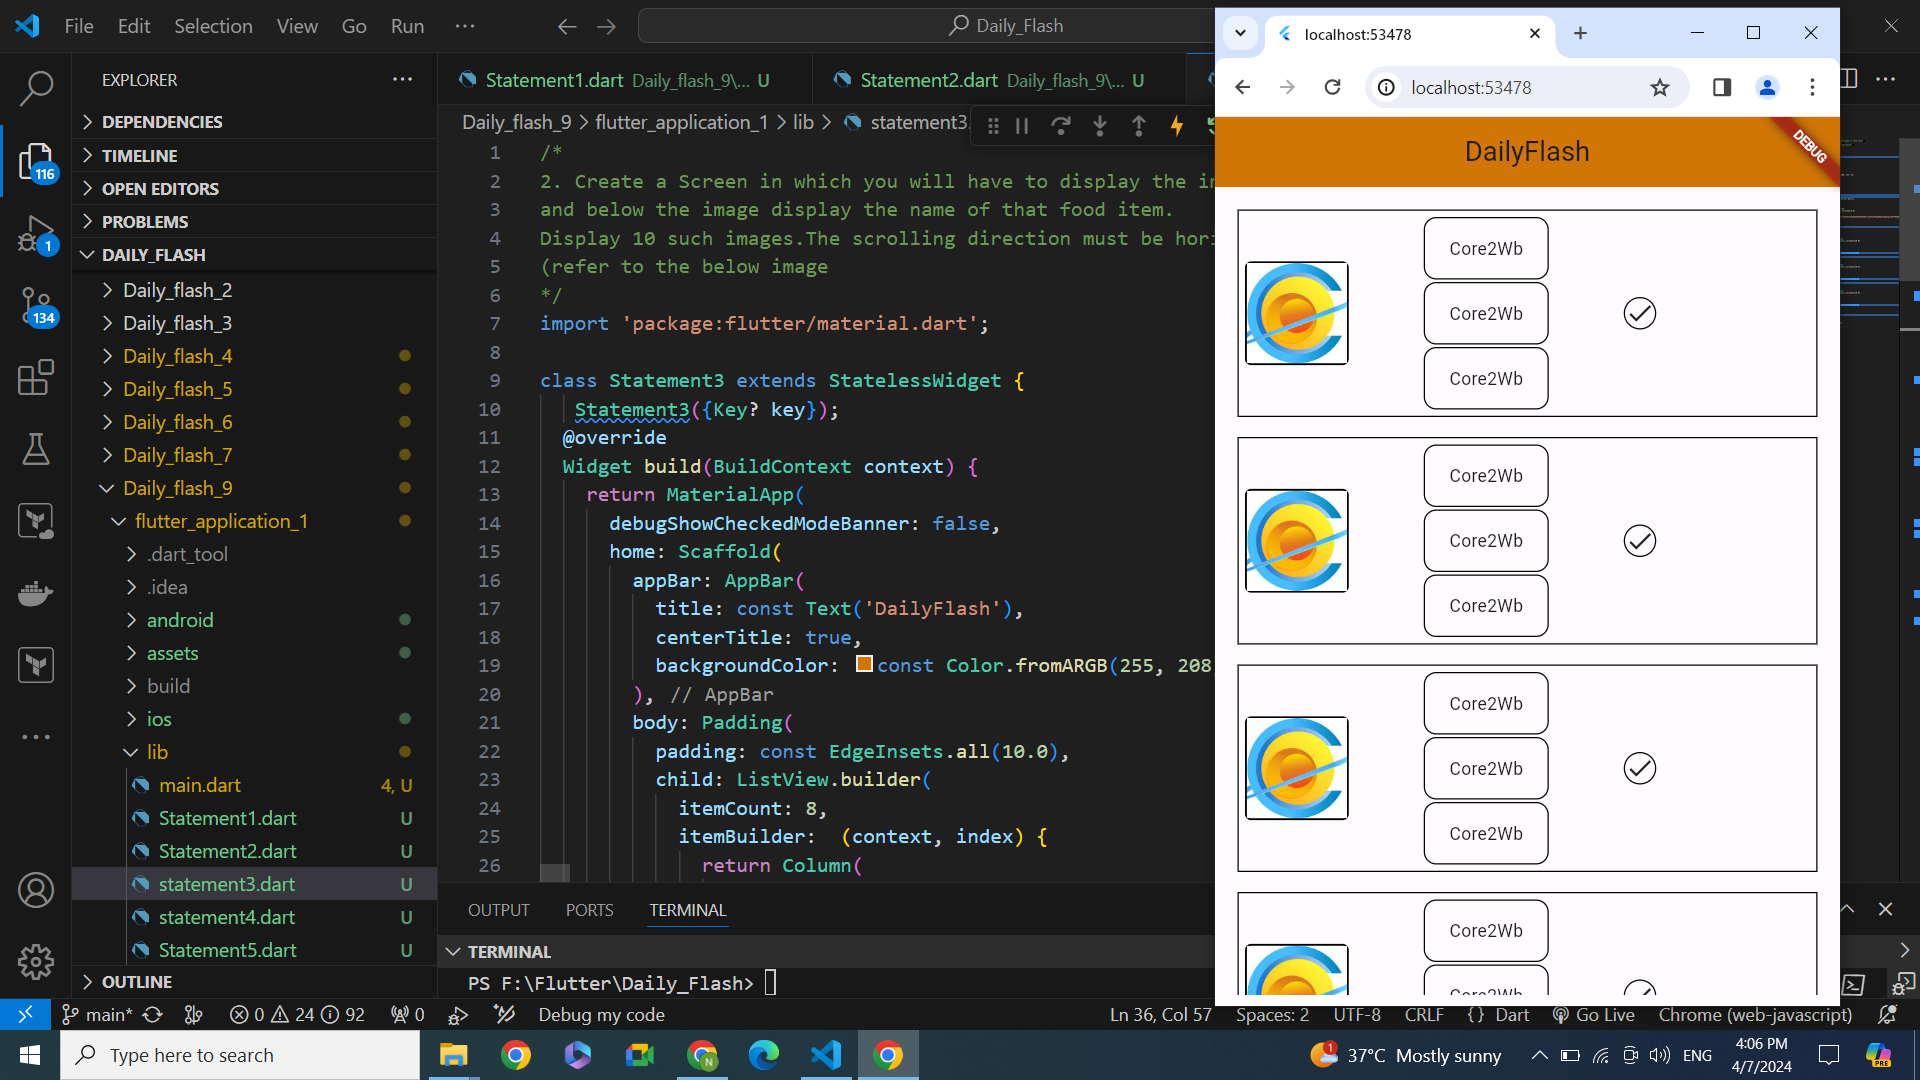 File Edit Selection View Go Run ··· Daily_Flash
EXPLORER
DEPENDENCIES
TIMELINE
OPEN EDITORS
PROBLEMS
DAILY_FLASH
Daily_flash_2
Daily_flash_3
Daily_flash_4
Daily_flash_5
Daily_flash_6
Daily_flash_7
Daily_flash_9
flutter_application_1
.dart_tool
.idea
android
assets
build
ios
lib
main.dart 4, U
Statement1.dart U
Statement2.dart U
statement3.dart U
statement4.dart U
Statement5.dart U
OUTLINE
116
1
134
Statement1.dart Daily_flash_9\... U
Statement2.dart Daily_flash_9\... U
Daily_flash_9 > flutter_application_1 > lib > statement3.
1 /*
2 2. Create a Screen in which you will have to display the
3 and below the image display the name of that food item.
4 Display 10 such images.The scrolling direction must be
5 (refer to the below image
6 */
7 import 'package:flutter/material.dart';
8
9 class Statement3 extends StatelessWidget {
10 Statement3({Key? key});
11 @override
12 Widget build(BuildContext context) {
13 return MaterialApp(
14 debugShowCheckedModeBanner: false,
15 home: Scaffold(
16 appBar: AppBar(
17 title: const Text('DailyFlash'),
18 centerTitle: true,
19 backgroundColor: const Color.fromARGB(255, 208
20 ), // AppBar
21 body: Padding(
22 padding: const EdgeInsets.all(10.0),
23 child: ListView.builder(
24 itemCount: 8,
25 itemBuilder: (context, index) {
26 return Column(
OUTPUT PORTS TERMINAL
TERMINAL
PS F:\Flutter\Daily_Flash>
localhost:53478
localhost:53478
DailyFlash
DEBUG
Core2Wb
Core2Wb
Core2Wb
Core2Wb
Core2Wb
Core2Wb
Core2Wb
Core2Wb
Core2Wb
Core2Wb
Core2Wb
main* 0 24 92 0 Debug my code Ln 36, Col 57 Spaces: 2 UTF-8 CRLF {} Dart Go Live Chrome (web-javascript)
Type here to search
N
1
37°C Mostly sunny
ENG
4:06 PM
4/7/2024
PRE